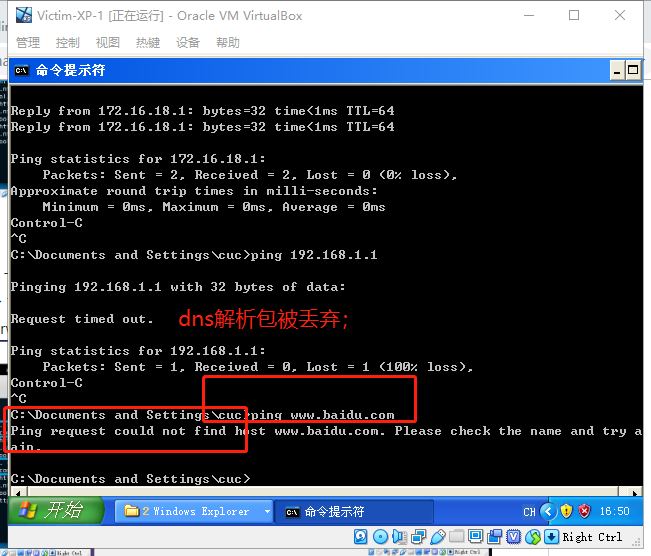 Victim-XP-1 [正在运行] - Oracle VM VirtualBox
管理 控制 视图 热键 设备 帮助
命令提示符
Reply from 172.16.18.1: bytes=32 time<1ms TTL=64
Reply from 172.16.18.1: bytes=32 time<1ms TTL=64
Ping statistics for 172.16.18.1:
Packets: Sent = 2, Received = 2, Lost = 0 (0% loss),
Approximate round trip times in milli-seconds:
Minimum = 0ms, Maximum = 0ms, Average = 0ms
Control-C
^C
C:\Documents and Settings\cuc>ping 192.168.1.1
Pinging 192.168.1.1 with 32 bytes of data:
Request timed out. dns解析包被丢弃；
Ping statistics for 192.168.1.1:
Packets: Sent = 1, Received = 0, Lost = 1 (100% loss),
Control-C
^C
C:\Documents and Settings\cuc>ping www.baidu.com
Ping request could not find host www.baidu.com. Please check the name and try a
ain.
C:\Documents and Settings\cuc>
开始 2 Windows Explorer 命令提示符 CH 16:50
Right Ctrl